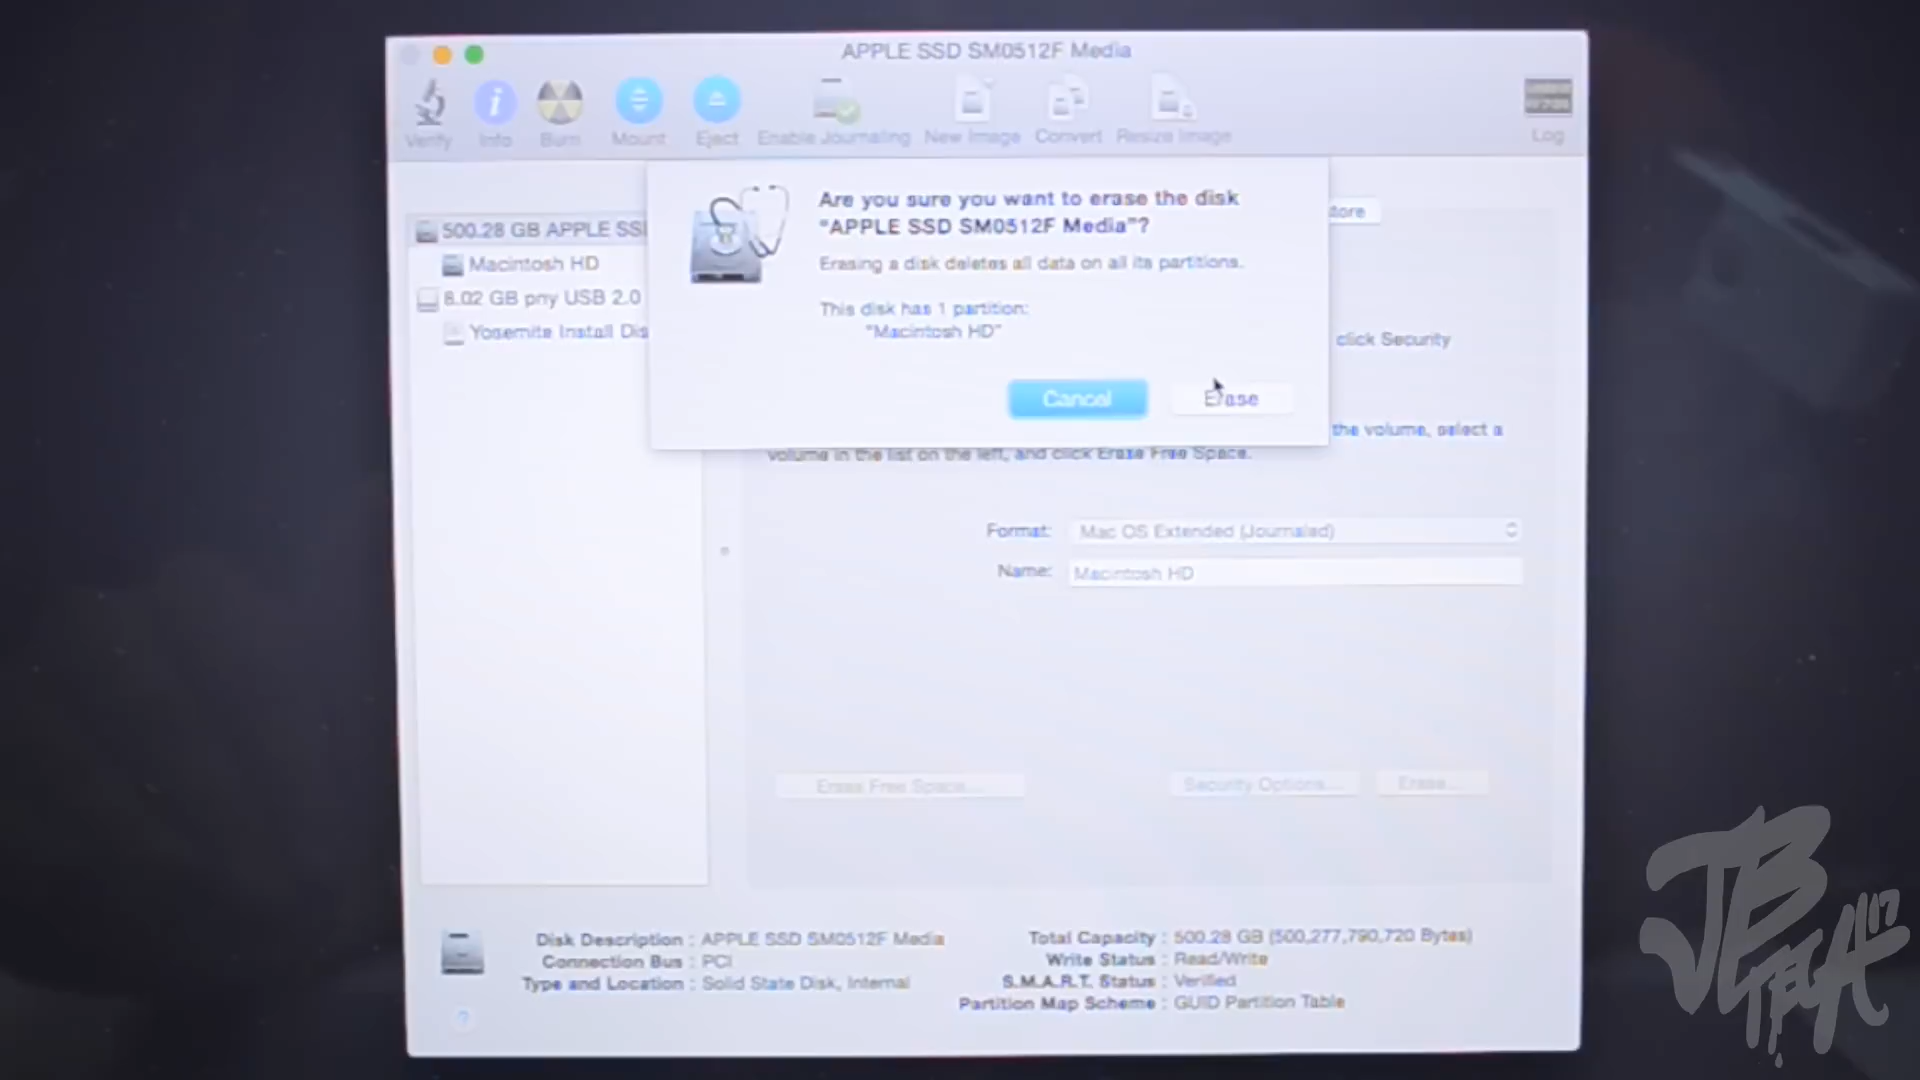 APPLE SSD SM0512F Media
Verify
Info
Burn
Mount
Eject
Enable Journaling
New Image
Convert
Resize Image
Log
Are you sure you want to erase the disk
"APPLE SSD SM0512F Media"?
Erasing a disk deletes all data on all its partitions.
This disk has 1 partition:
"Macintosh HD"
Cancel
Erase
500.28 GB APPLE SS
Macintosh HD
8.02 GB pny USB 2.0
Yosemite Install Dis
tore
click Security
the volume, select a
volume in the list on the left, and click Erase Free Space.
Format: Mac OS Extended (Journaled)
Name: Macintosh HD
Erase Free Space...
Security Options...
Erase...
Disk Description : APPLE SSD SM0512F Media
Connection Bus : PCI
Type and Location : Solid State Disk, Internal
Total Capacity : 500.28 GB (500,277,790,720 Bytes)
Write Status : Read/Write
S.M.A.R.T. Status : Verified
Partition Map Scheme : GUID Partition Table
?
JB
TECH